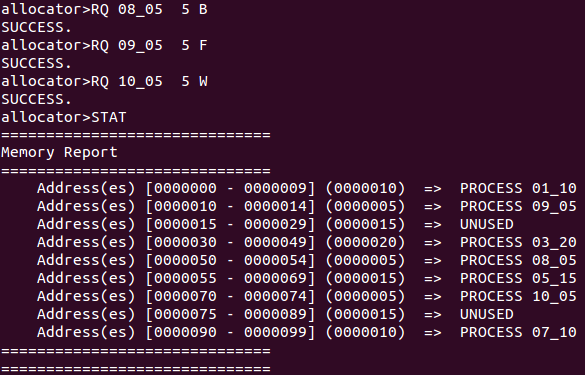 allocator>RQ 08_05  5 B
SUCCESS.
allocator>RQ 09_05  5 F
SUCCESS.
allocator>RQ 10_05  5 W
SUCCESS.
allocator>STAT
==============================
Memory Report
==============================
    Address(es) [0000000 - 0000009] (0000010)  =>  PROCESS 01_10
    Address(es) [0000010 - 0000014] (0000005)  =>  PROCESS 09_05
    Address(es) [0000015 - 0000029] (0000015)  =>  UNUSED
    Address(es) [0000030 - 0000049] (0000020)  =>  PROCESS 03_20
    Address(es) [0000050 - 0000054] (0000005)  =>  PROCESS 08_05
    Address(es) [0000055 - 0000069] (0000015)  =>  PROCESS 05_15
    Address(es) [0000070 - 0000074] (0000005)  =>  PROCESS 10_05
    Address(es) [0000075 - 0000089] (0000015)  =>  UNUSED
    Address(es) [0000090 - 0000099] (0000010)  =>  PROCESS 07_10
==============================
==============================